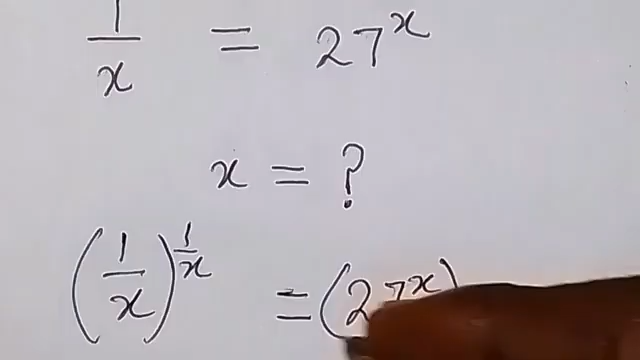 1/x = 27^x
x = ?
(1/x)^(1/x) = (27^x)